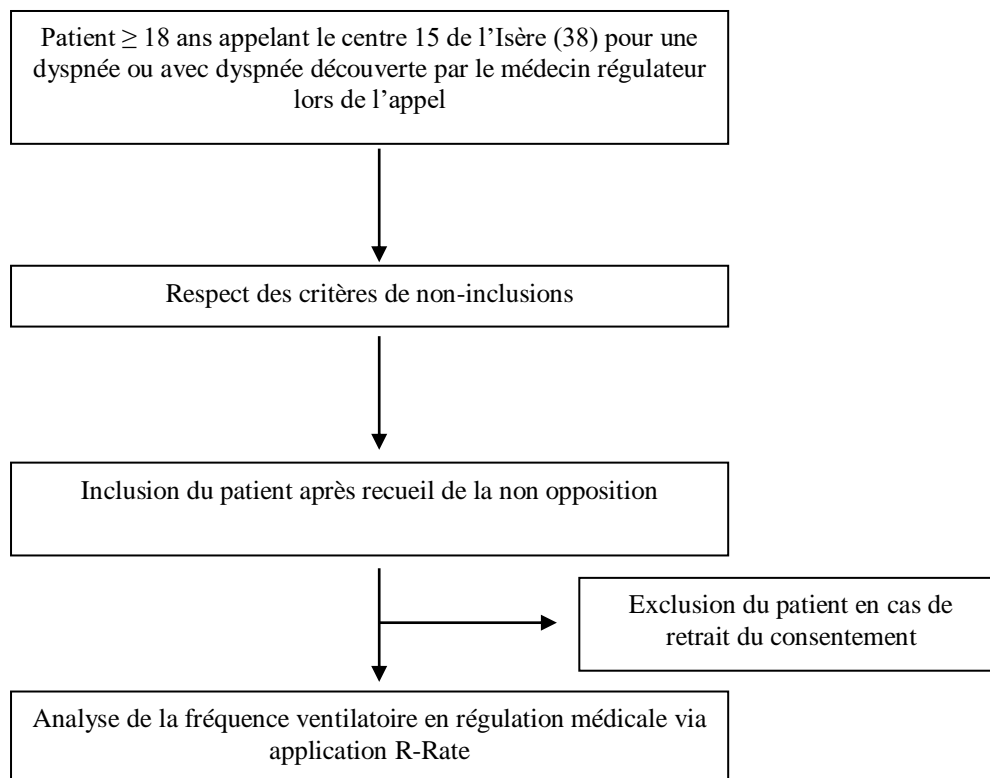 Patient ≥ 18 ans appelant le centre 15 de l’Isère (38) pour une
dyspnée ou avec dyspnée découverte par le médecin régulateur
lors de l’appel
Respect des critères de non-inclusions
Inclusion du patient après recueil de la non opposition
Exclusion du patient en cas de
retrait du consentement
Analyse de la fréquence ventilatoire en régulation médicale via
application R-Rate